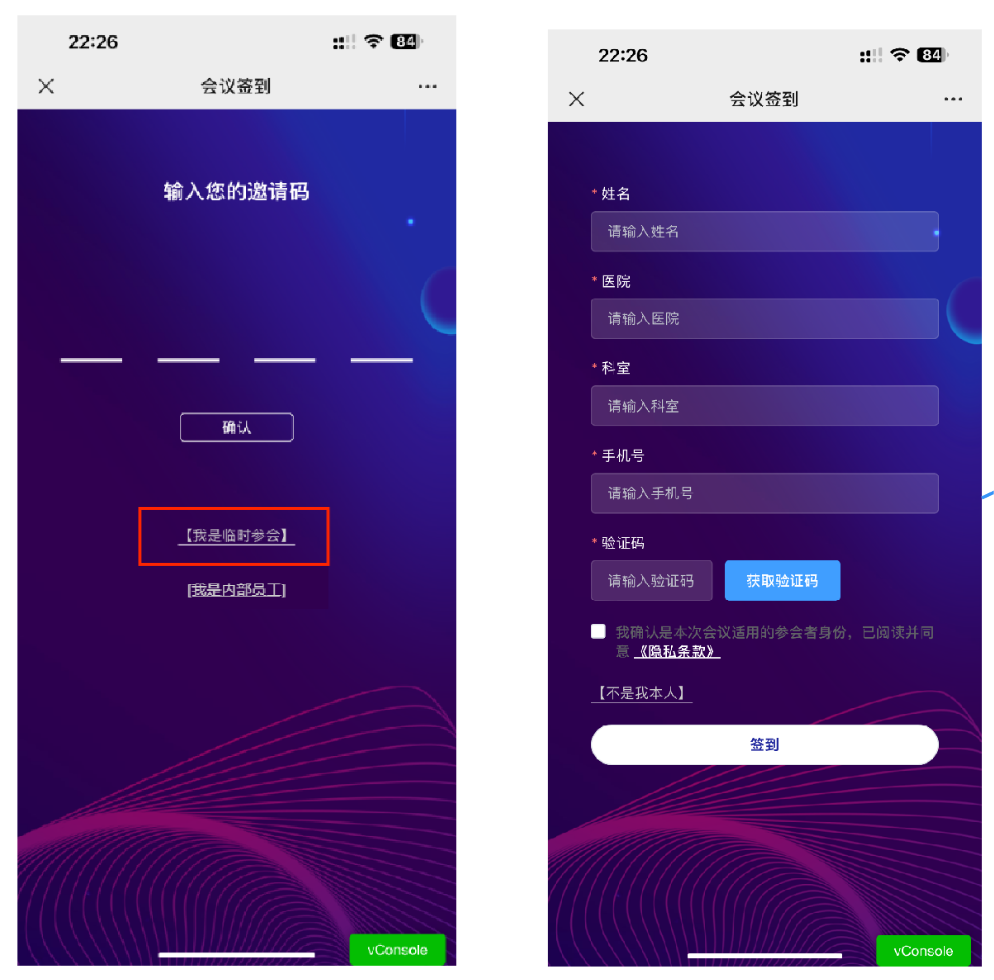 22:26
84
会议签到
输入您的邀请码
确认
【我是临时参会】
[我是内部员工]
vConsole
22:26
84
会议签到
* 姓名
请输入姓名
* 医院
请输入医院
* 科室
请输入科室
* 手机号
请输入手机号
* 验证码
请输入验证码
获取验证码
我确认是本次会议适用的参会者身份，已阅读并同
意《隐私条款》
【不是我本人】
签到
vConsole